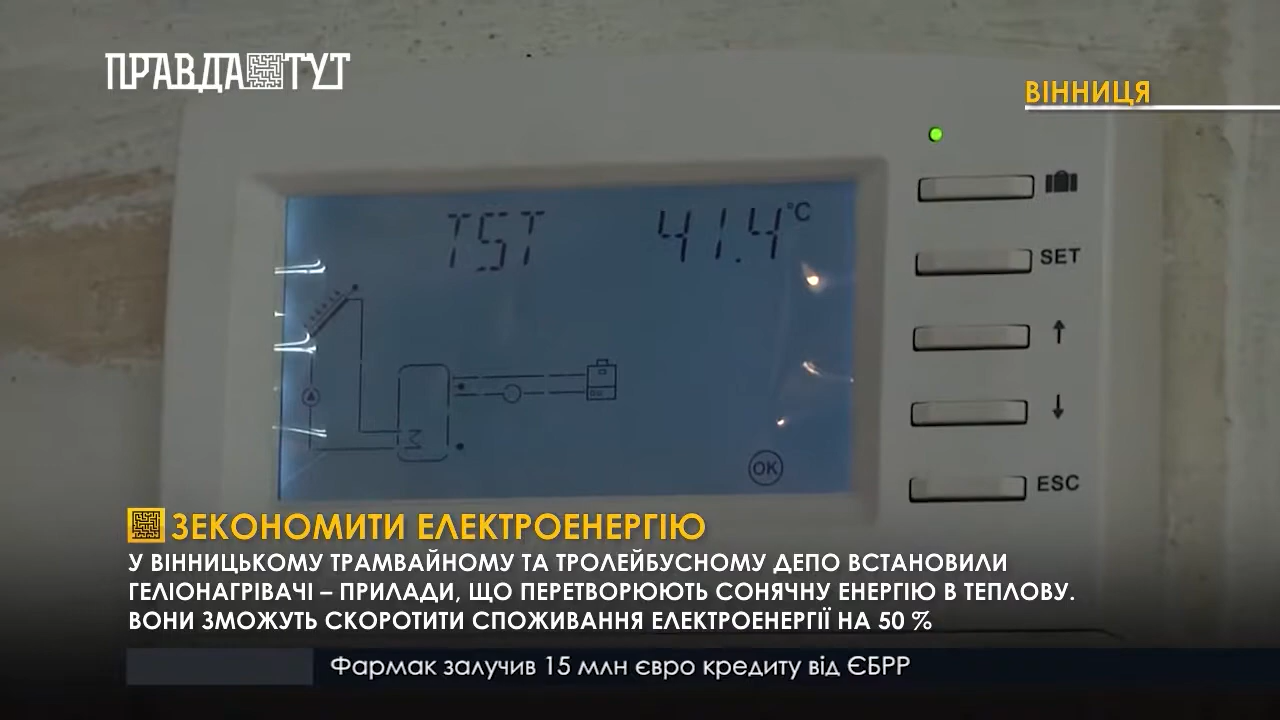 ПРАВДА ТУТ
ВІННИЦЯ
TST 41.4 °C
SET
OK
ESC
ЗЕКОНОМИТИ ЕЛЕКТРОЕНЕРГІЮ
У ВІННИЦЬКОМУ ТРАМВАЙНОМУ ТА ТРОЛЕЙБУСНОМУ ДЕПО ВСТАНОВИЛИ
ГЕЛІОНАГРІВАЧІ – ПРИЛАДИ, ЩО ПЕРЕТВОРЮЮТЬ СОНЯЧНУ ЕНЕРГІЮ В ТЕПЛОВУ.
ВОНИ ЗМОЖУТЬ СКОРОТИТИ СПОЖИВАННЯ ЕЛЕКТРОЕНЕРГІЇ НА 50 %
Фармак залучив 15 млн євро кредиту від ЄБРР